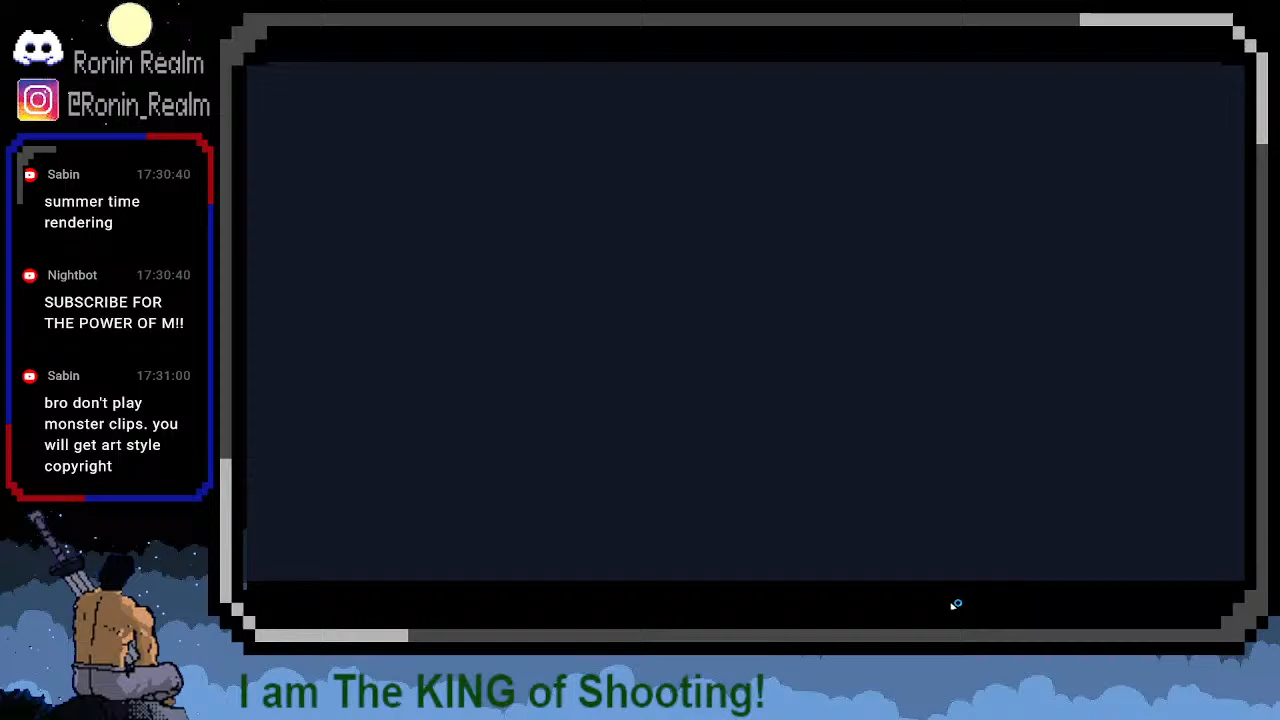 Ronin Realm
@Ronin_Realm
Sabin 17:30:40
summer time
rendering
Nightbot 17:30:40
SUBSCRIBE FOR
THE POWER OF M!!
Sabin 17:31:00
bro don't play
monster clips. you
will get art style
copyright
I am The KING of Shooting!